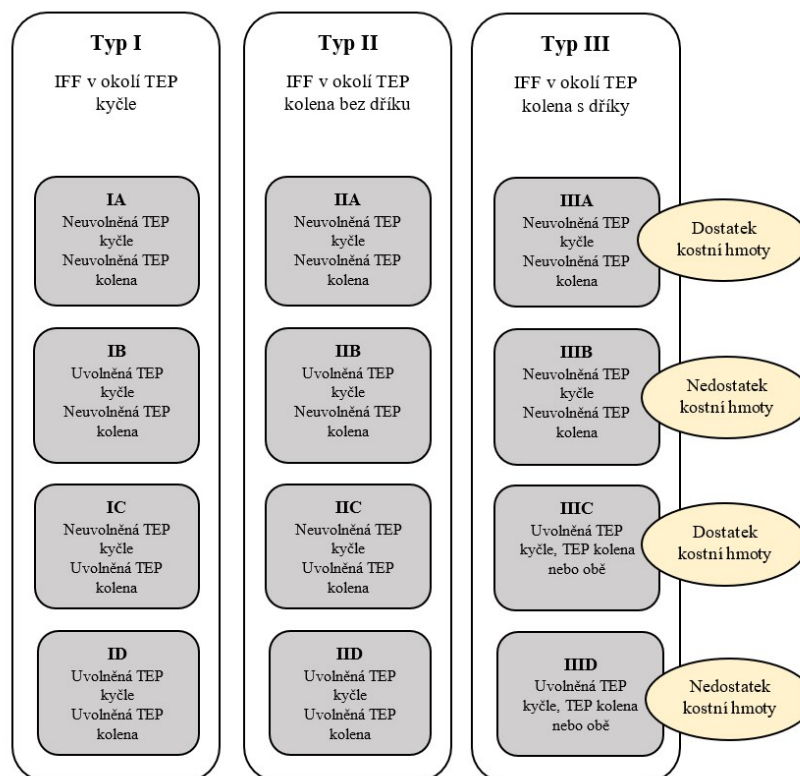 Typ I
IFF v okolí TEP
kyčle
IA
Neuvolněná TEP
kyčle
Neuvolněná TEP
kolena
IB
Uvolněná TEP
kyčle
Neuvolněná TEP
kolena
IC
Neuvolněná TEP
kyčle
Uvolněná TEP
kolena
ID
Uvolněná TEP
kyčle
Uvolněná TEP
kolena
Typ II
IFF v okolí TEP
kolena bez dříku
IIA
Neuvolněná TEP
kyčle
Neuvolněná TEP
kolena
IIB
Uvolněná TEP
kyčle
Neuvolněná TEP
kolena
IIC
Neuvolněná TEP
kyčle
Uvolněná TEP
kolena
IID
Uvolněná TEP
kyčle
Uvolněná TEP
kolena
Typ III
IFF v okolí TEP
kolena s dříky
IIIA
Neuvolněná TEP
kyčle
Neuvolněná TEP
kolena
Dostatek
kostní hmoty
IIIB
Neuvolněná TEP
kyčle
Neuvolněná TEP
kolena
Nedostatek
kostní hmoty
IIIC
Uvolněná TEP
kyčle, TEP kolena
nebo obě
Dostatek
kostní hmoty
IIID
Uvolněná TEP
kyčle, TEP kolena
nebo obě
Nedostatek
kostní hmoty